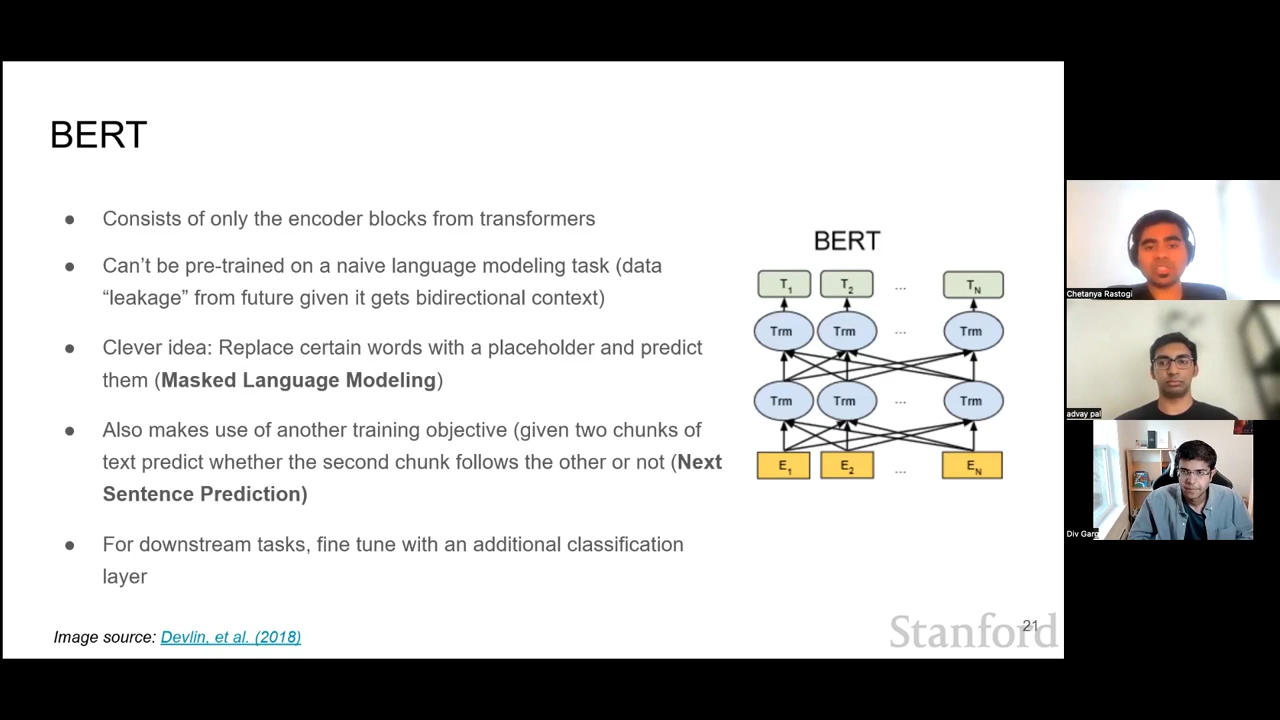 BERT
● Consists of only the encoder blocks from transformers
● Can’t be pre-trained on a naive language modeling task (data
“leakage” from future given it gets bidirectional context)
● Clever idea: Replace certain words with a placeholder and predict
them (Masked Language Modeling)
● Also makes use of another training objective (given two chunks of
text predict whether the second chunk follows the other or not (Next
Sentence Prediction)
● For downstream tasks, fine tune with an additional classification
layer
Image source: Devlin, et al. (2018)
BERT
T1 T2 ... TN
Trm Trm ... Trm
Trm Trm ... Trm
E1 E2 ... EN
Stanford
21
Chetanya Rastogi
advay pal
Div Garg